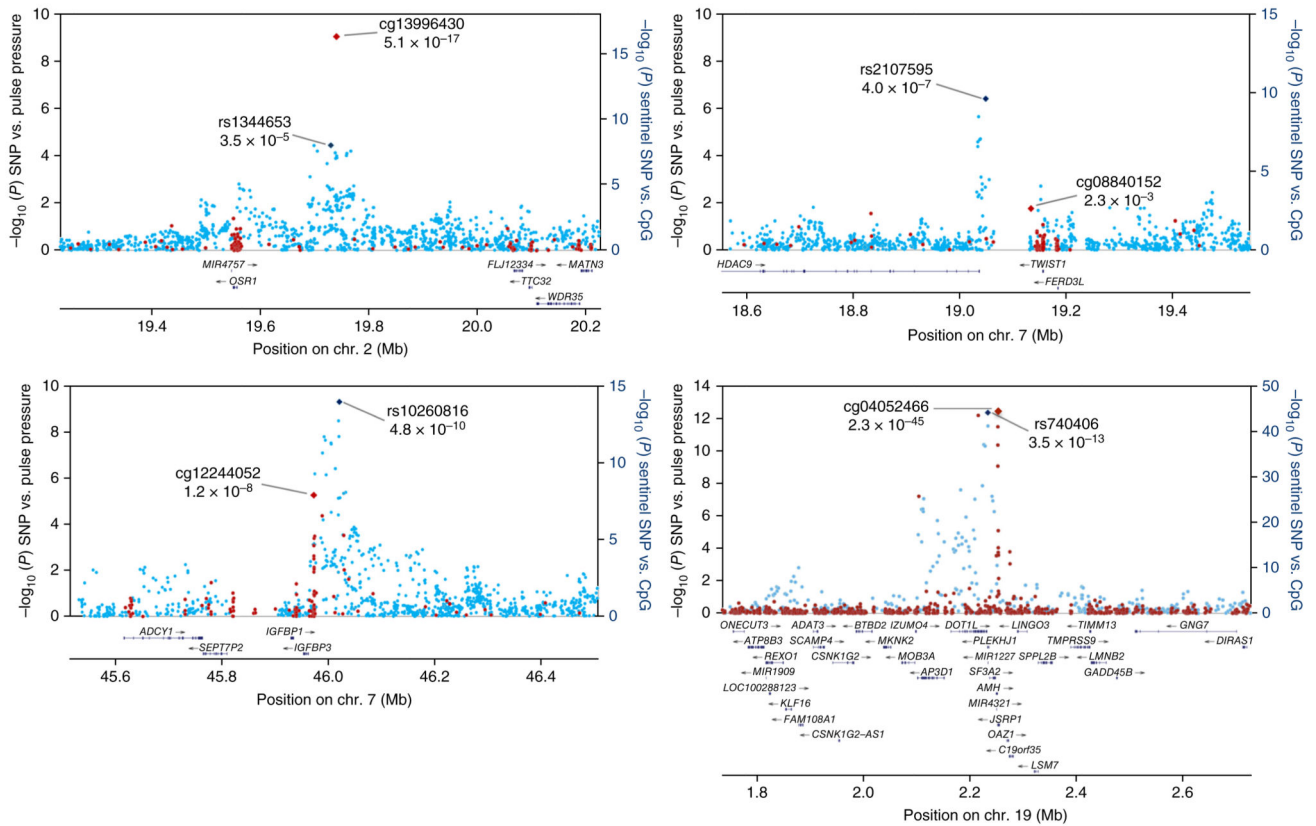 –log10 (P) SNP vs. pulse pressure
10
8
6
4
2
0
cg13996430
5.1 × 10–17
rs1344653
3.5 × 10–5
15
10
5
0
–log10 (P) sentinel SNP vs. CpG
MIR4757
OSR1
FLJ12334
MATN3
TTC32
WDR35
19.4
19.6
19.8
20.0
20.2
Position on chr. 2 (Mb)
–log10 (P) SNP vs. pulse pressure
10
8
6
4
2
0
rs2107595
4.0 × 10–7
cg08840152
2.3 × 10–3
15
10
5
0
–log10 (P) sentinel SNP vs. CpG
HDAC9
TWIST1
FERD3L
18.6
18.8
19.0
19.2
19.4
Position on chr. 7 (Mb)
–log10 (P) SNP vs. pulse pressure
10
8
6
4
2
0
rs10260816
4.8 × 10–10
cg12244052
1.2 × 10–8
15
10
5
0
–log10 (P) sentinel SNP vs. CpG
ADCY1
IGFBP1
SEPT7P2
IGFBP3
45.6
45.8
46.0
46.2
46.4
Position on chr. 7 (Mb)
–log10 (P) SNP vs. pulse pressure
14
12
10
8
6
4
2
0
cg04052466
2.3 × 10–45
rs740406
3.5 × 10–13
50
40
30
20
10
0
–log10 (P) sentinel SNP vs. CpG
ONECUT3 ADAT3 BTBD2 IZUMO4 DOT1L LINGO3 TIMM13 GNG7
ATP8B3 SCAMP4 MKNK2 PLEKHJ1 TMPRSS9 DIRAS1
REXO1 CSNK1G2 MOB3A MIR1227 SPPL2B LMNB2
MIR1909 AP3D1 SF3A2 GADD45B
LOC100288123 AMH
KLF16 MIR4321
FAM108A1 JSRP1
CSNK1G2–AS1 OAZ1
C19orf35
LSM7
1.8
2.0
2.2
2.4
2.6
Position on chr. 19 (Mb)